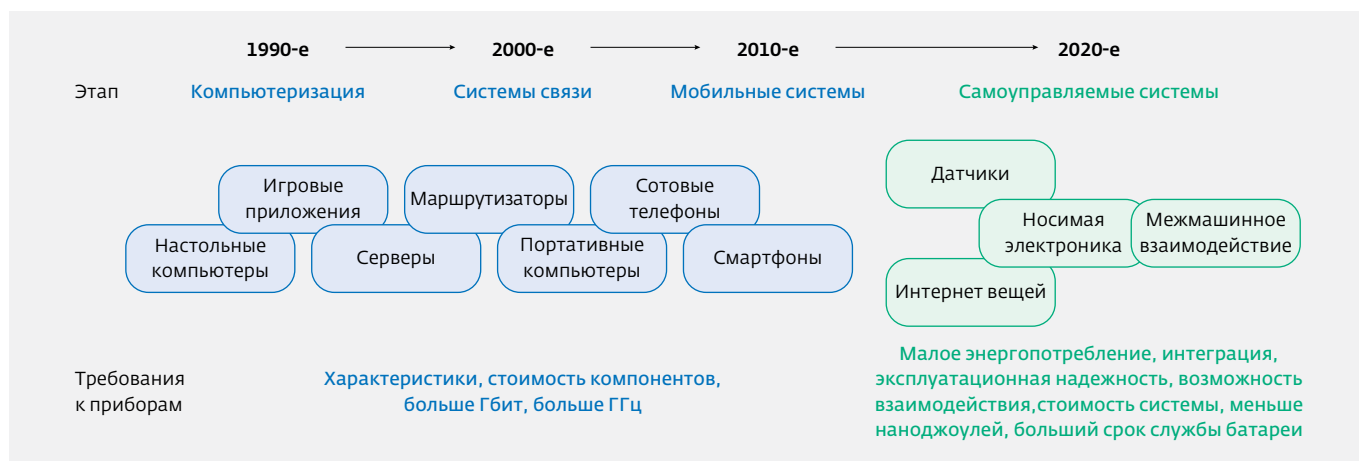 1990-е
2000-е
2010-е
2020-е
Этап
Компьютеризация
Системы связи
Мобильные системы
Самоуправляемые системы
Игровые
приложения
Маршрутизаторы
Сотовые
телефоны
Настольные
компьютеры
Серверы
Портативные
компьютеры
Смартфоны
Датчики
Носимая
электроника
Межмашинное
взаимодействие
Интернет вещей
Требования
к приборам
Характеристики, стоимость компонентов,
больше Гбит, больше ГГц
Малое энергопотребление, интеграция,
эксплуатационная надежность, возможность
взаимодействия,стоимость системы, меньше
наноджоулей, больший срок службы батареи